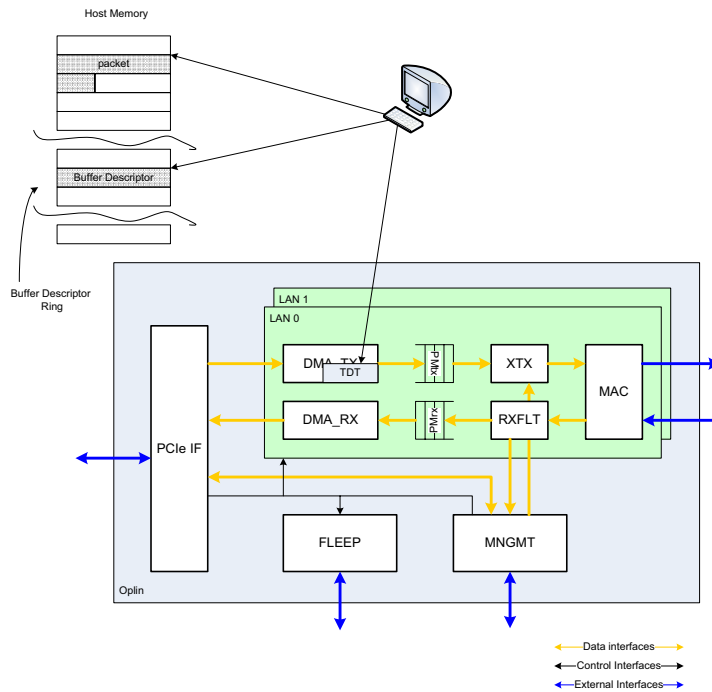 Host Memory
packet
Buffer Descriptor
Buffer Descriptor
Ring
LAN 1
LAN 0
DMA_TX
TDT
PMtx
XTX
MAC
DMA_RX
PMrx
RXFLT
PCIe IF
FLEEP
MNGMT
Oplin
Data interfaces
Control Interfaces
External Interfaces